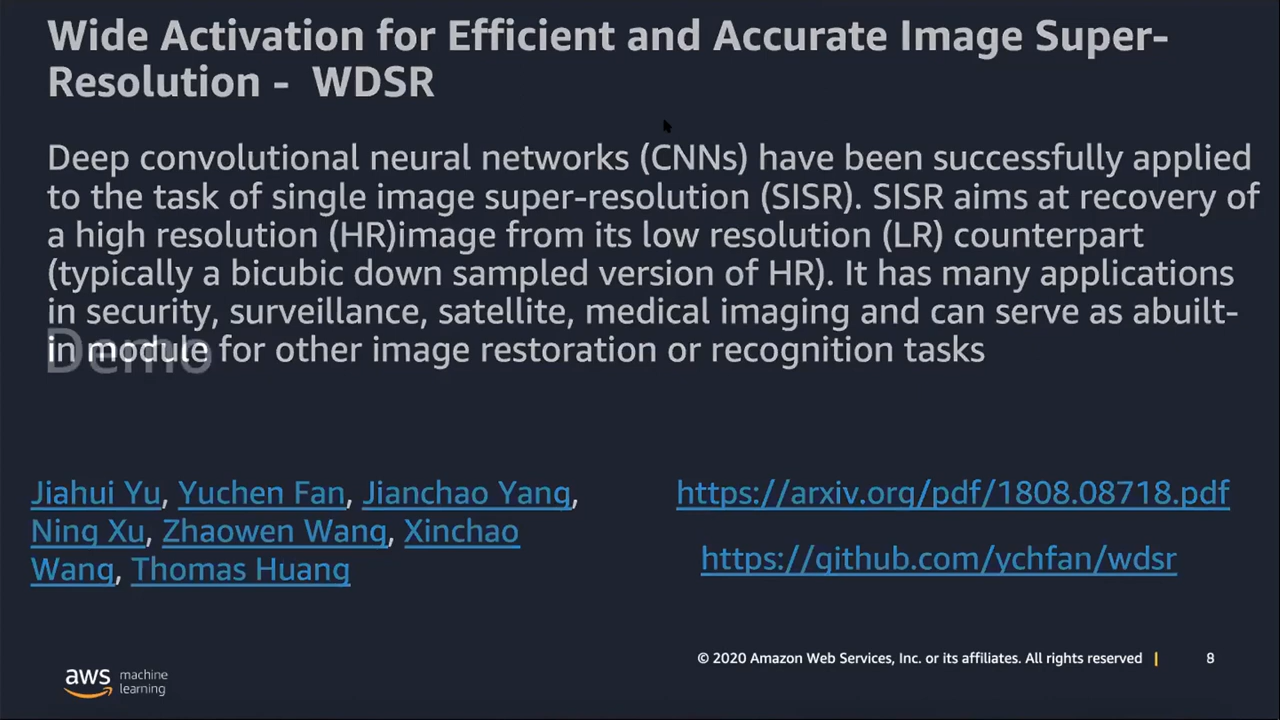 Wide Activation for Efficient and Accurate Image Super-
Resolution - WDSR
Deep convolutional neural networks (CNNs) have been successfully applied
to the task of single image super-resolution (SISR). SISR aims at recovery of
a high resolution (HR)image from its low resolution (LR) counterpart
(typically a bicubic down sampled version of HR). It has many applications
in security, surveillance, satellite, medical imaging and can serve as abuilt-
in module for other image restoration or recognition tasks
Demo
Jiahui Yu, Yuchen Fan, Jianchao Yang,
Ning Xu, Zhaowen Wang, Xinchao
Wang, Thomas Huang
https://arxiv.org/pdf/1808.08718.pdf
https://github.com/ychfan/wdsr
© 2020 Amazon Web Services, Inc. or its affiliates. All rights reserved | 8
aws machine
learning